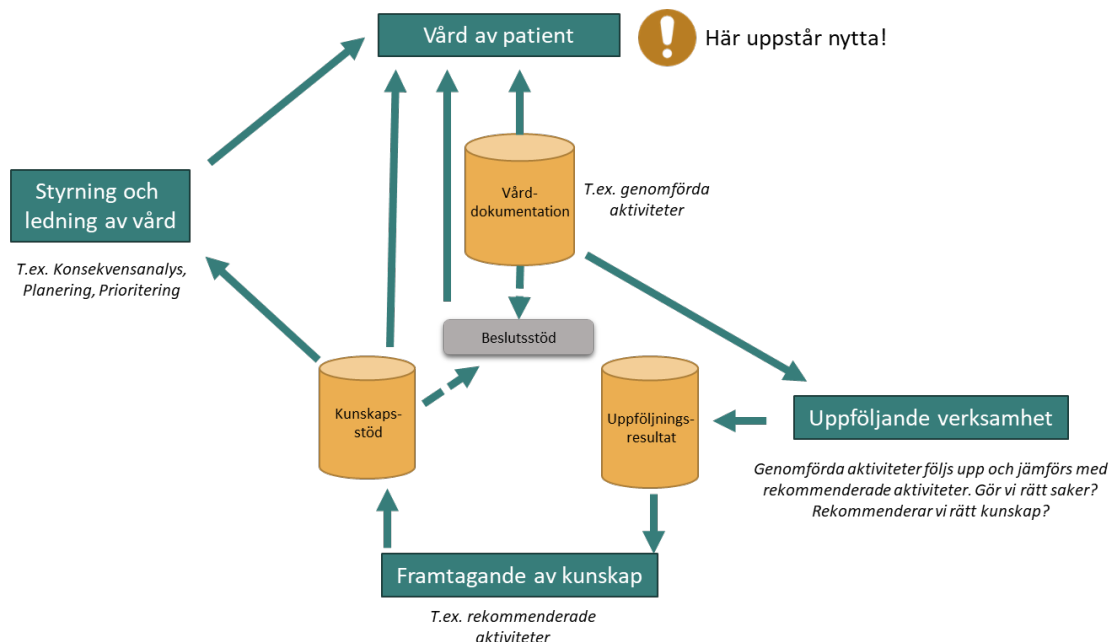 Vård av patient
Här uppstår nytta!
Vård-
dokumentation
T.ex. genomförda
aktiviteter
Styrning och
ledning av vård
T.ex. Konsekvensanalys,
Planering, Prioritering
Beslutsstöd
Kunskaps-
stöd
Uppföljnings-
resultat
Uppföljande verksamhet
Genomförda aktiviteter följs upp och jämförs med
rekommenderade aktiviteter. Gör vi rätt saker?
Rekommenderar vi rätt kunskap?
Framtagande av kunskap
T.ex. rekommenderade
aktiviteter